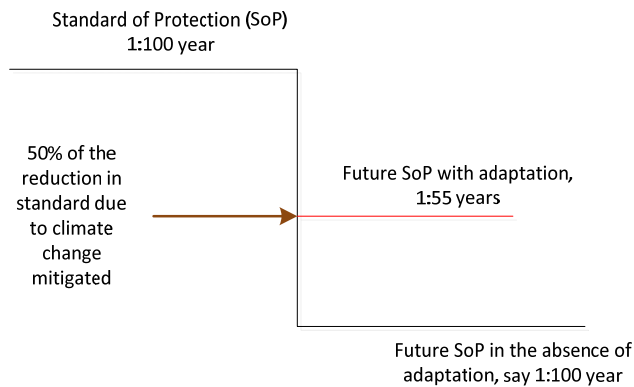 Standard of Protection (SoP)
1:100 year
50% of the
reduction in
standard due
to climate
change
mitigated
Future SoP with adaptation,
1:55 years
Future SoP in the absence of
adaptation, say 1:100 year